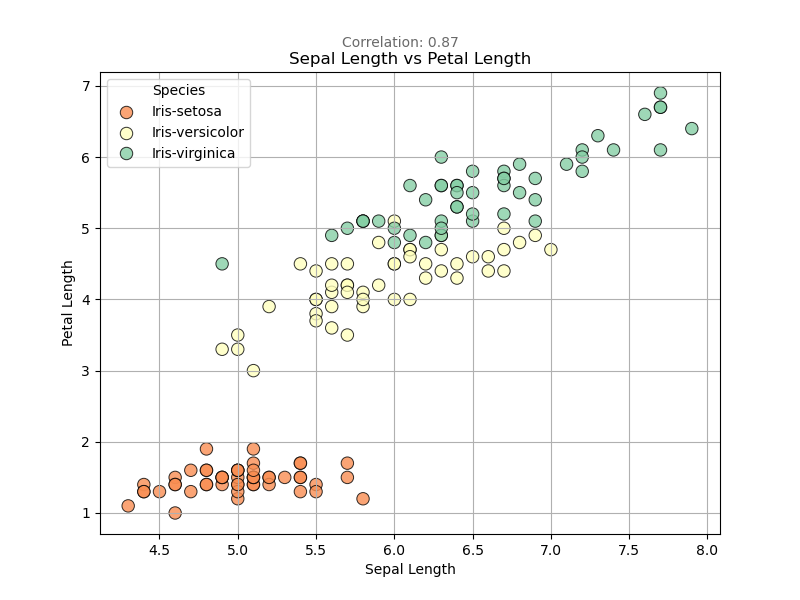 Correlation: 0.87
Sepal Length vs Petal Length
Species
Iris-setosa
Iris-versicolor
Iris-virginica
Petal Length
7
6
5
4
3
2
1
4.5 5.0 5.5 6.0 6.5 7.0 7.5 8.0
Sepal Length